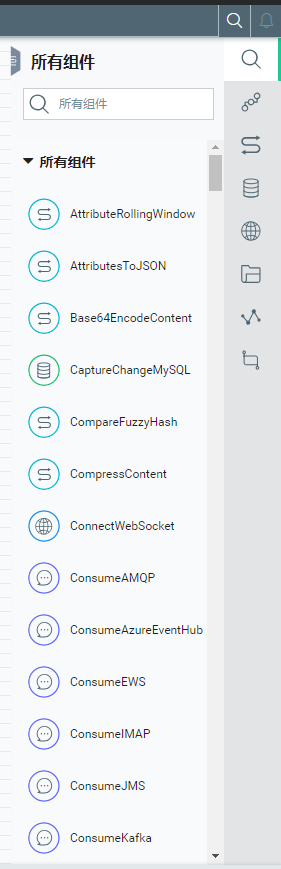 所有组件
所有组件
所有组件
AttributeRollingWindow
AttributesToJSON
Base64EncodeContent
CaptureChangeMySQL
CompareFuzzyHash
CompressContent
ConnectWebSocket
ConsumeAMQP
ConsumeAzureEventHub
ConsumeEWS
ConsumeIMAP
ConsumeJMS
ConsumeKafka